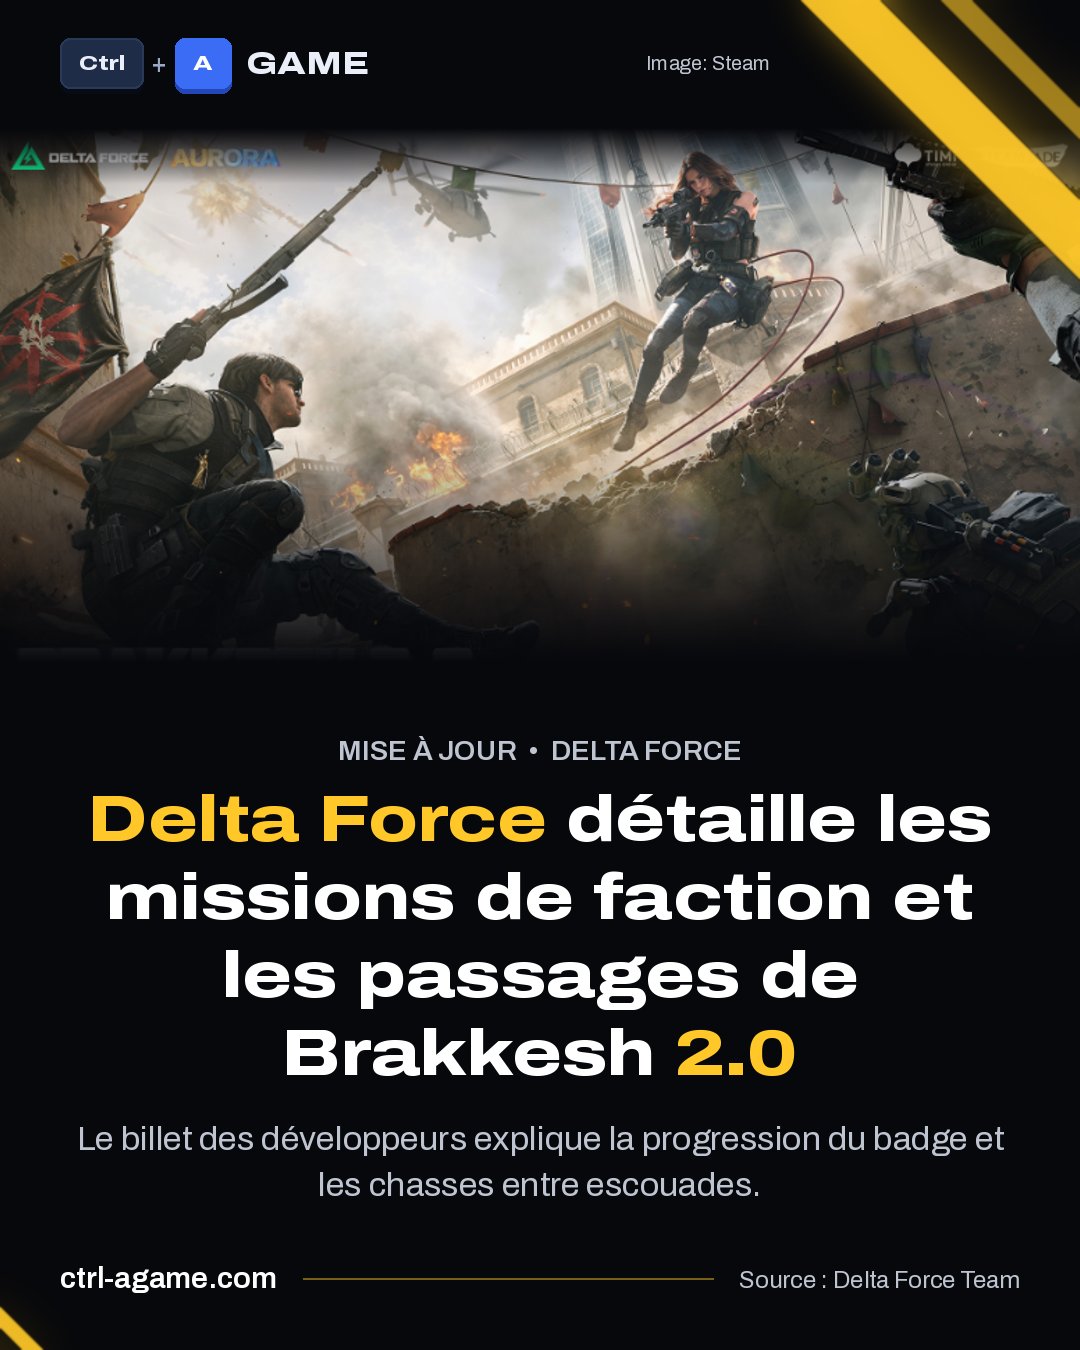 Ctrl + A GAME
Image: Steam
DELTA FORCE AURORA
MISE À JOUR • DELTA FORCE
Delta Force détaille les
missions de faction et
les passages de
Brakkesh 2.0
Le billet des développeurs explique la progression du badge et
les chasses entre escouades.
ctrl-agame.com
Source : Delta Force Team